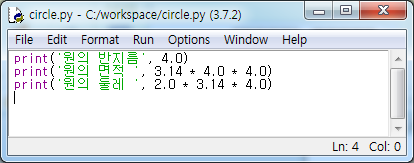 circle.py - C:/workspace/circle.py (3.7.2)
File Edit Format Run Options Window Help
print('원의 반지름', 4.0)
print('원의 면적 ', 3.14 * 4.0 * 4.0)
print('원의 둘레 ', 2.0 * 3.14 * 4.0)
Ln: 4 Col: 0